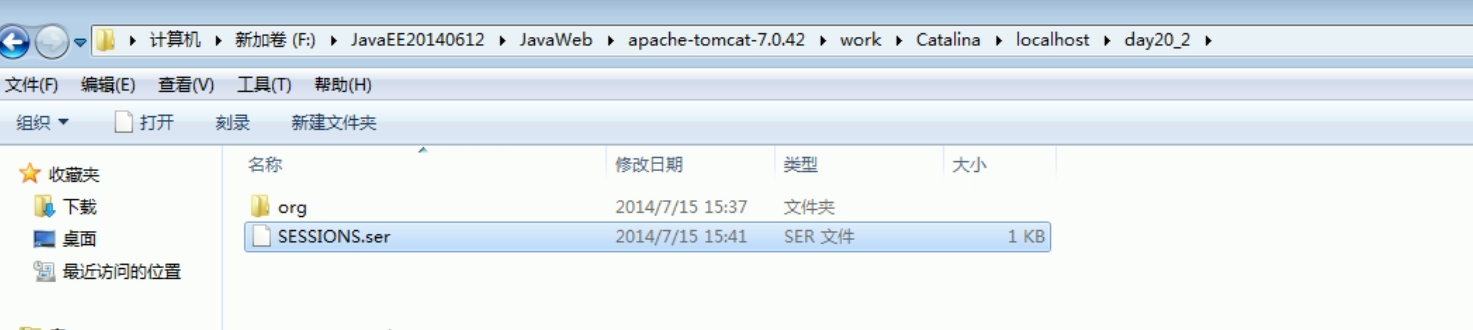 计算机 新加卷 (F:) JavaEE20140612 JavaWeb apache-tomcat-7.0.42 work Catalina localhost day20_2
文件(F) 编辑(E) 查看(V) 工具(T) 帮助(H)
组织 打开 刻录 新建文件夹
名称 修改日期 类型 大小
收藏夹
下载
桌面
最近访问的位置
org 2014/7/15 15:37 文件夹
SESSIONS.ser 2014/7/15 15:41 SER 文件 1 KB